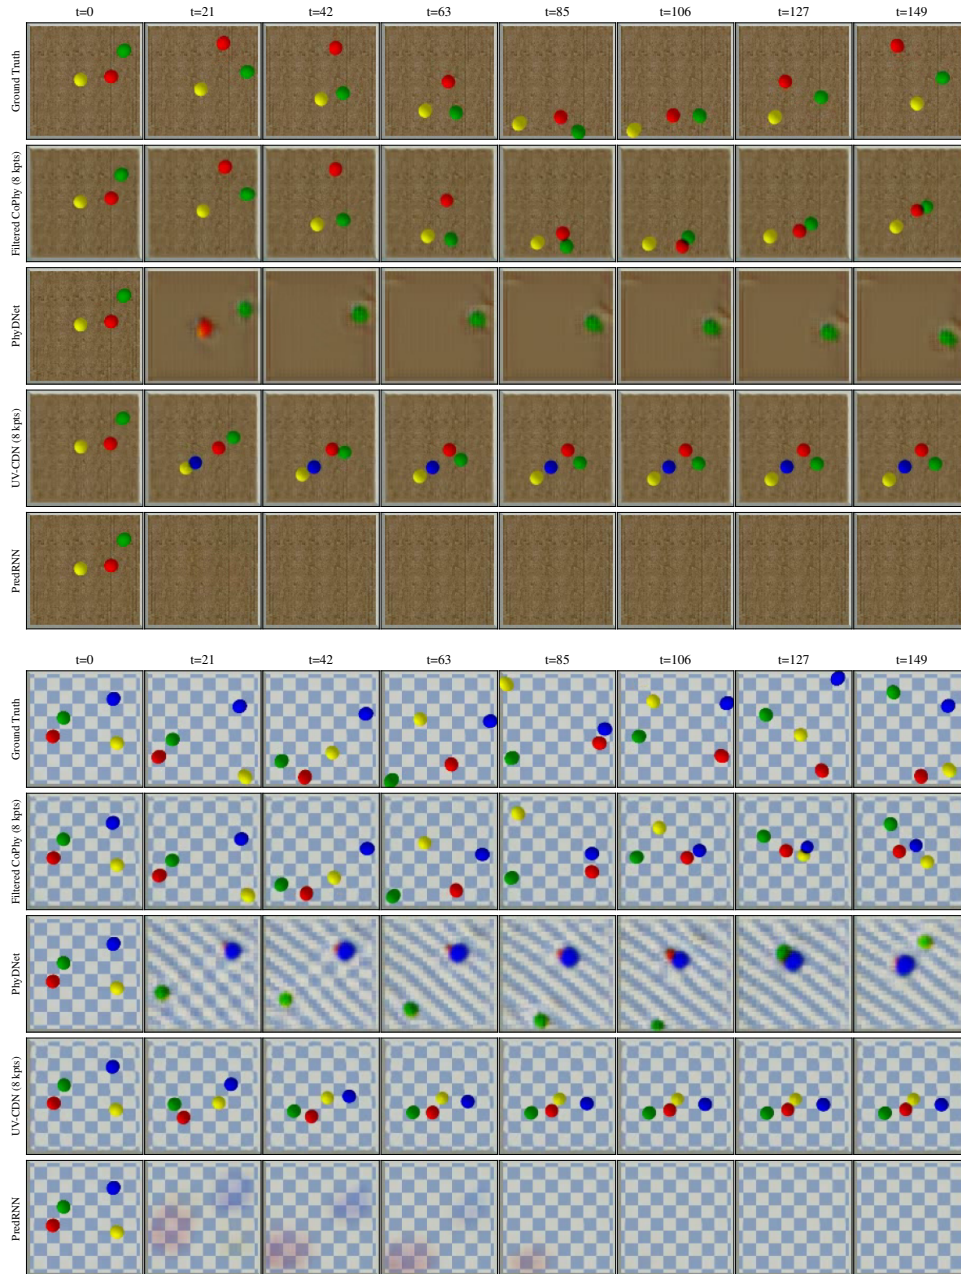 t=0 t=21 t=42 t=63 t=85 t=106 t=127 t=149
Ground Truth
Filtered CoPhy (8 kpts)
PhyDNet
UV-CDN (8 kpts)
PredRNN
t=0 t=21 t=42 t=63 t=85 t=106 t=127 t=149
Ground Truth
Filtered CoPhy (8 kpts)
PhyDNet
UV-CDN (8 kpts)
PredRNN